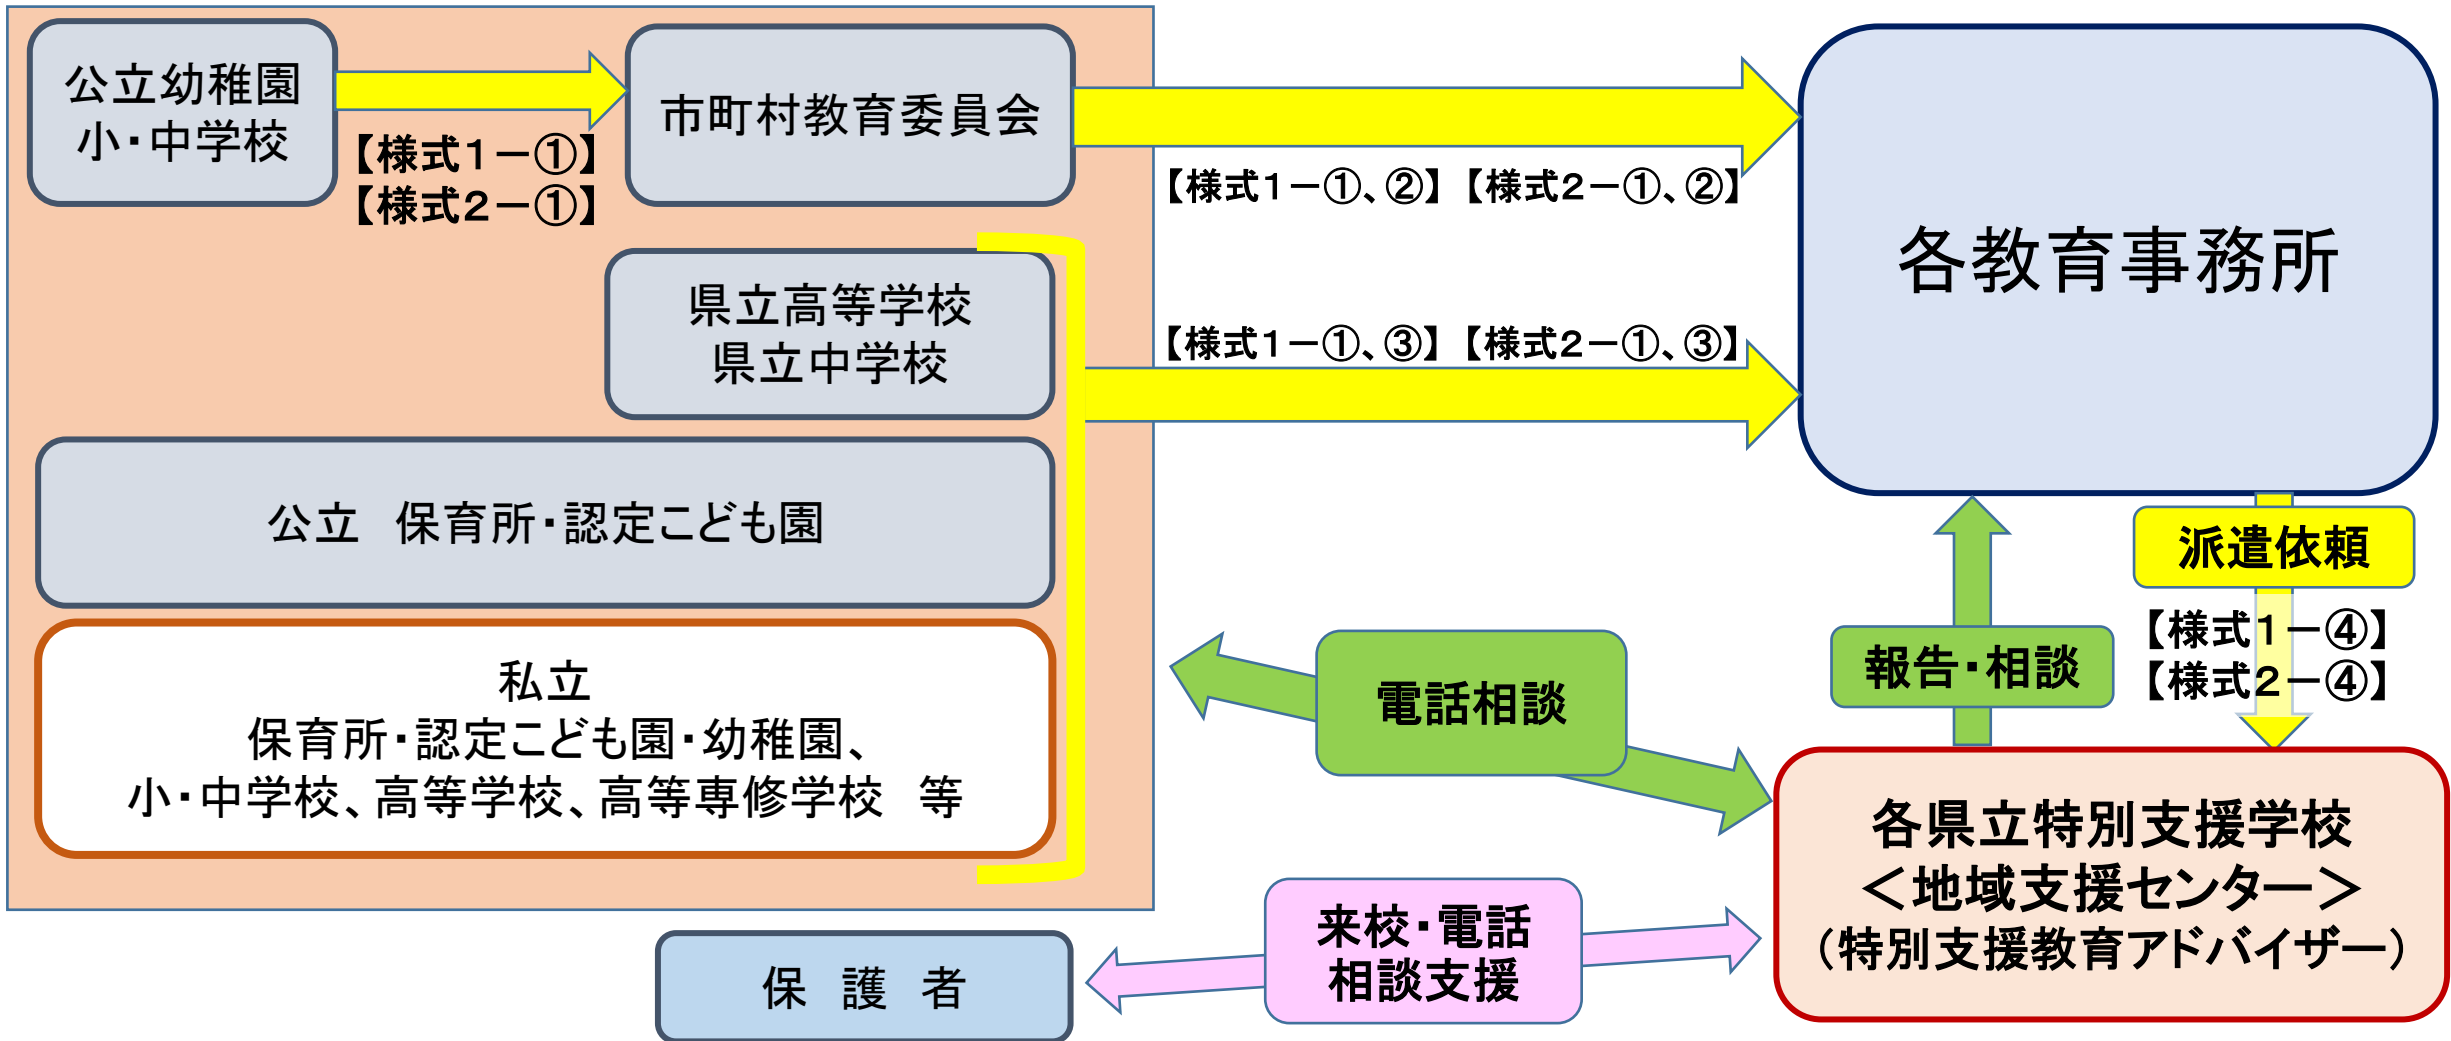 公立幼稚園
小・中学校
【様式１－①】
【様式２－①】
市町村教育委員会
【様式１－①、②】 【様式２－①、②】
各教育事務所
県立高等学校
県立中学校
【様式１－①、③】 【様式２－①、③】
公立　保育所・認定こども園
私立
保育所・認定こども園・幼稚園、
小・中学校、高等学校、高等専修学校　等
派遣依頼
【様式１－④】
【様式２－④】
報告・相談
電話相談
各県立特別支援学校
＜地域支援センター＞
（特別支援教育アドバイザー）
来校・電話
相談支援
保　護　者